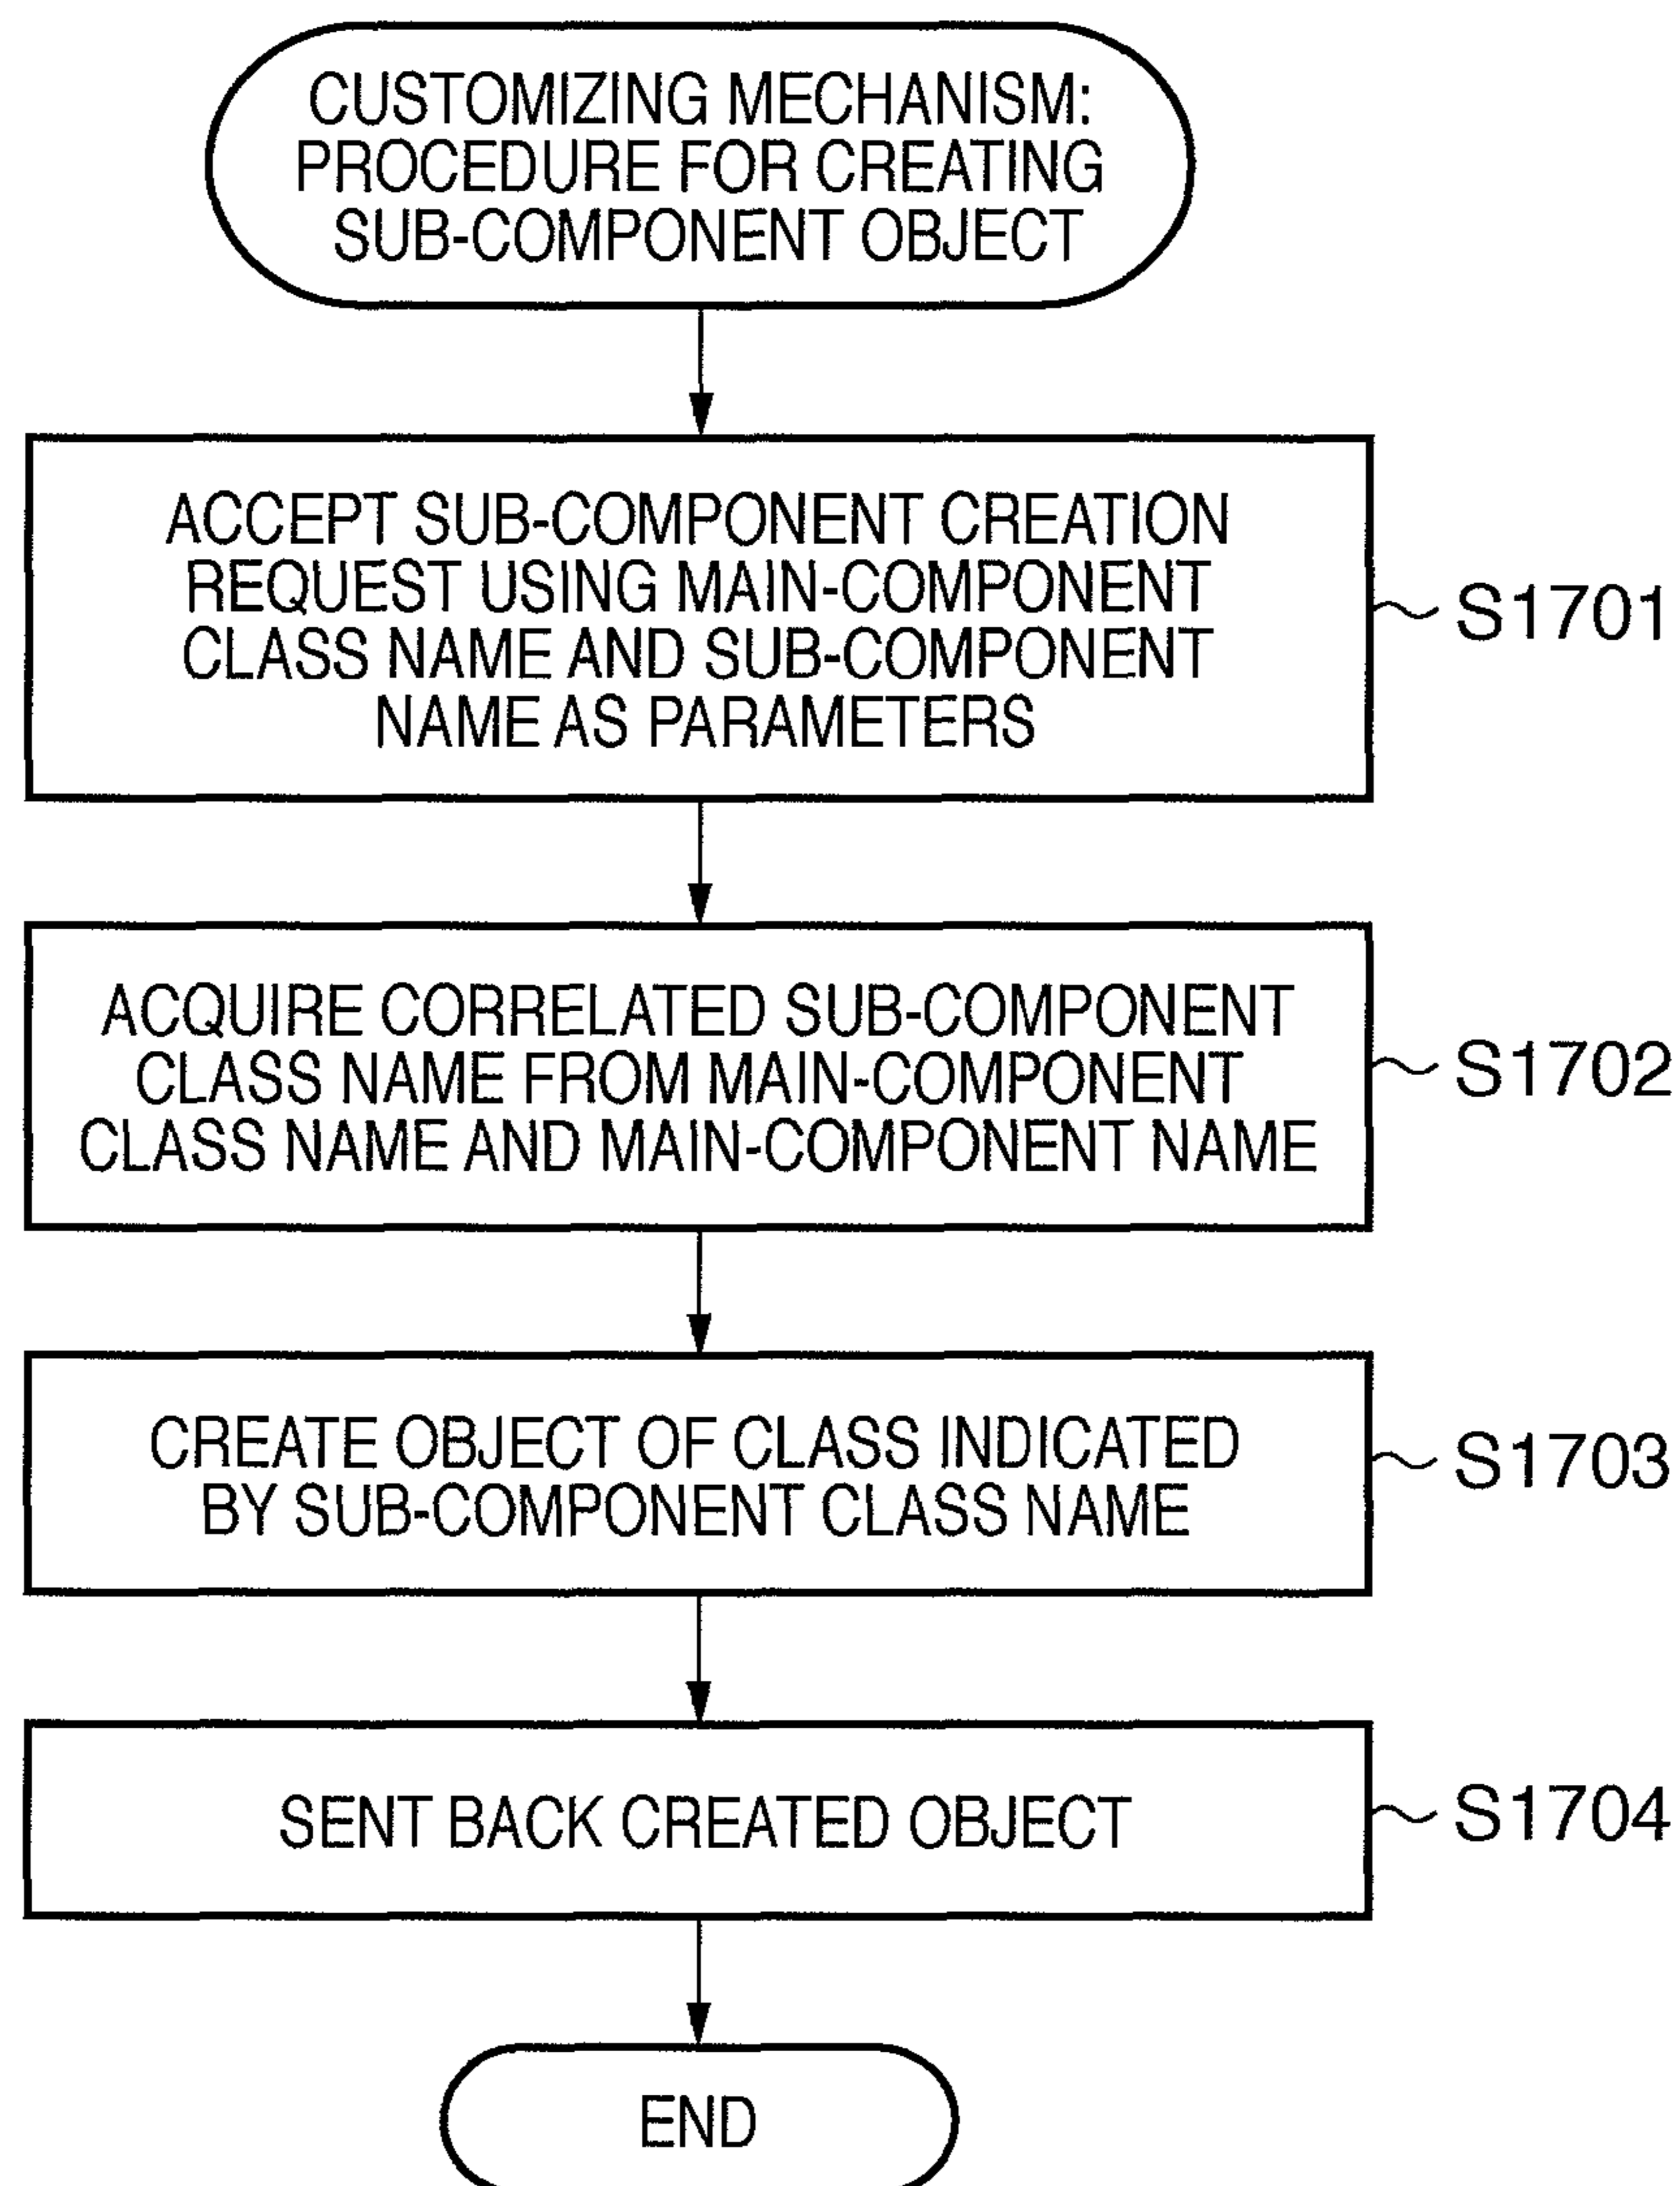 CUSTOMIZING MECHANISM:
PROCEDURE FOR CREATING
SUB-COMPONENT OBJECT
ACCEPT SUB-COMPONENT CREATION
REQUEST USING MAIN-COMPONENT
CLASS NAME AND SUB-COMPONENT
NAME AS PARAMETERS
S1701
ACQUIRE CORRELATED SUB-COMPONENT
CLASS NAME FROM MAIN-COMPONENT
CLASS NAME AND MAIN-COMPONENT NAME
S1702
CREATE OBJECT OF CLASS INDICATED
BY SUB-COMPONENT CLASS NAME
S1703
SENT BACK CREATED OBJECT
S1704
END